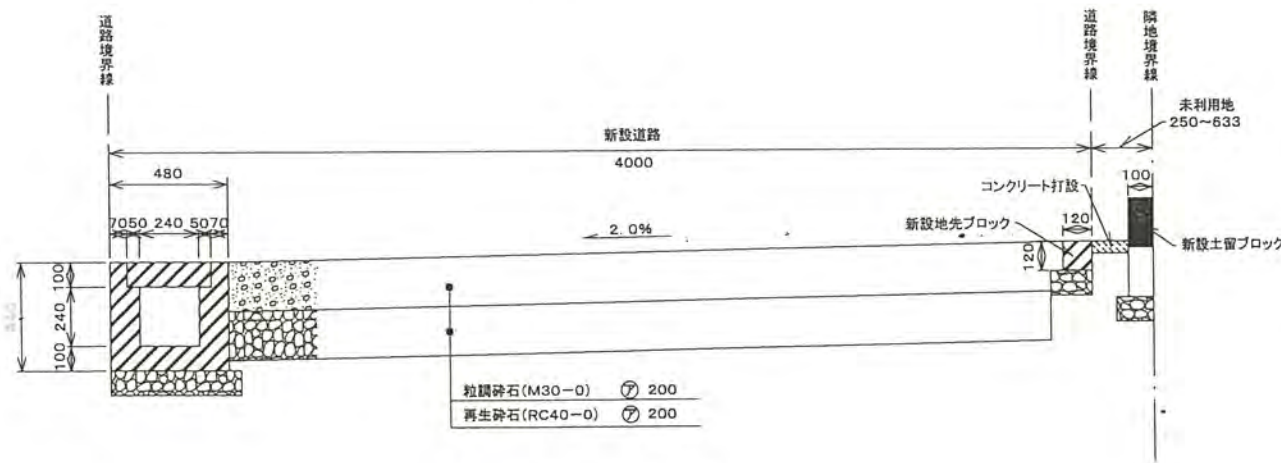 道路境界線
道路境界線
隣地境界線
未利用地
250~633
新設道路
4000
480
100
コンクリート打設
70 50 240 50 70
2.0%
新設地先ブロック
120
新設土留ブロック
120
100
240
100
粒調砕石(M30-0) ㋐ 200
再生砕石(RC40-0) ㋐ 200